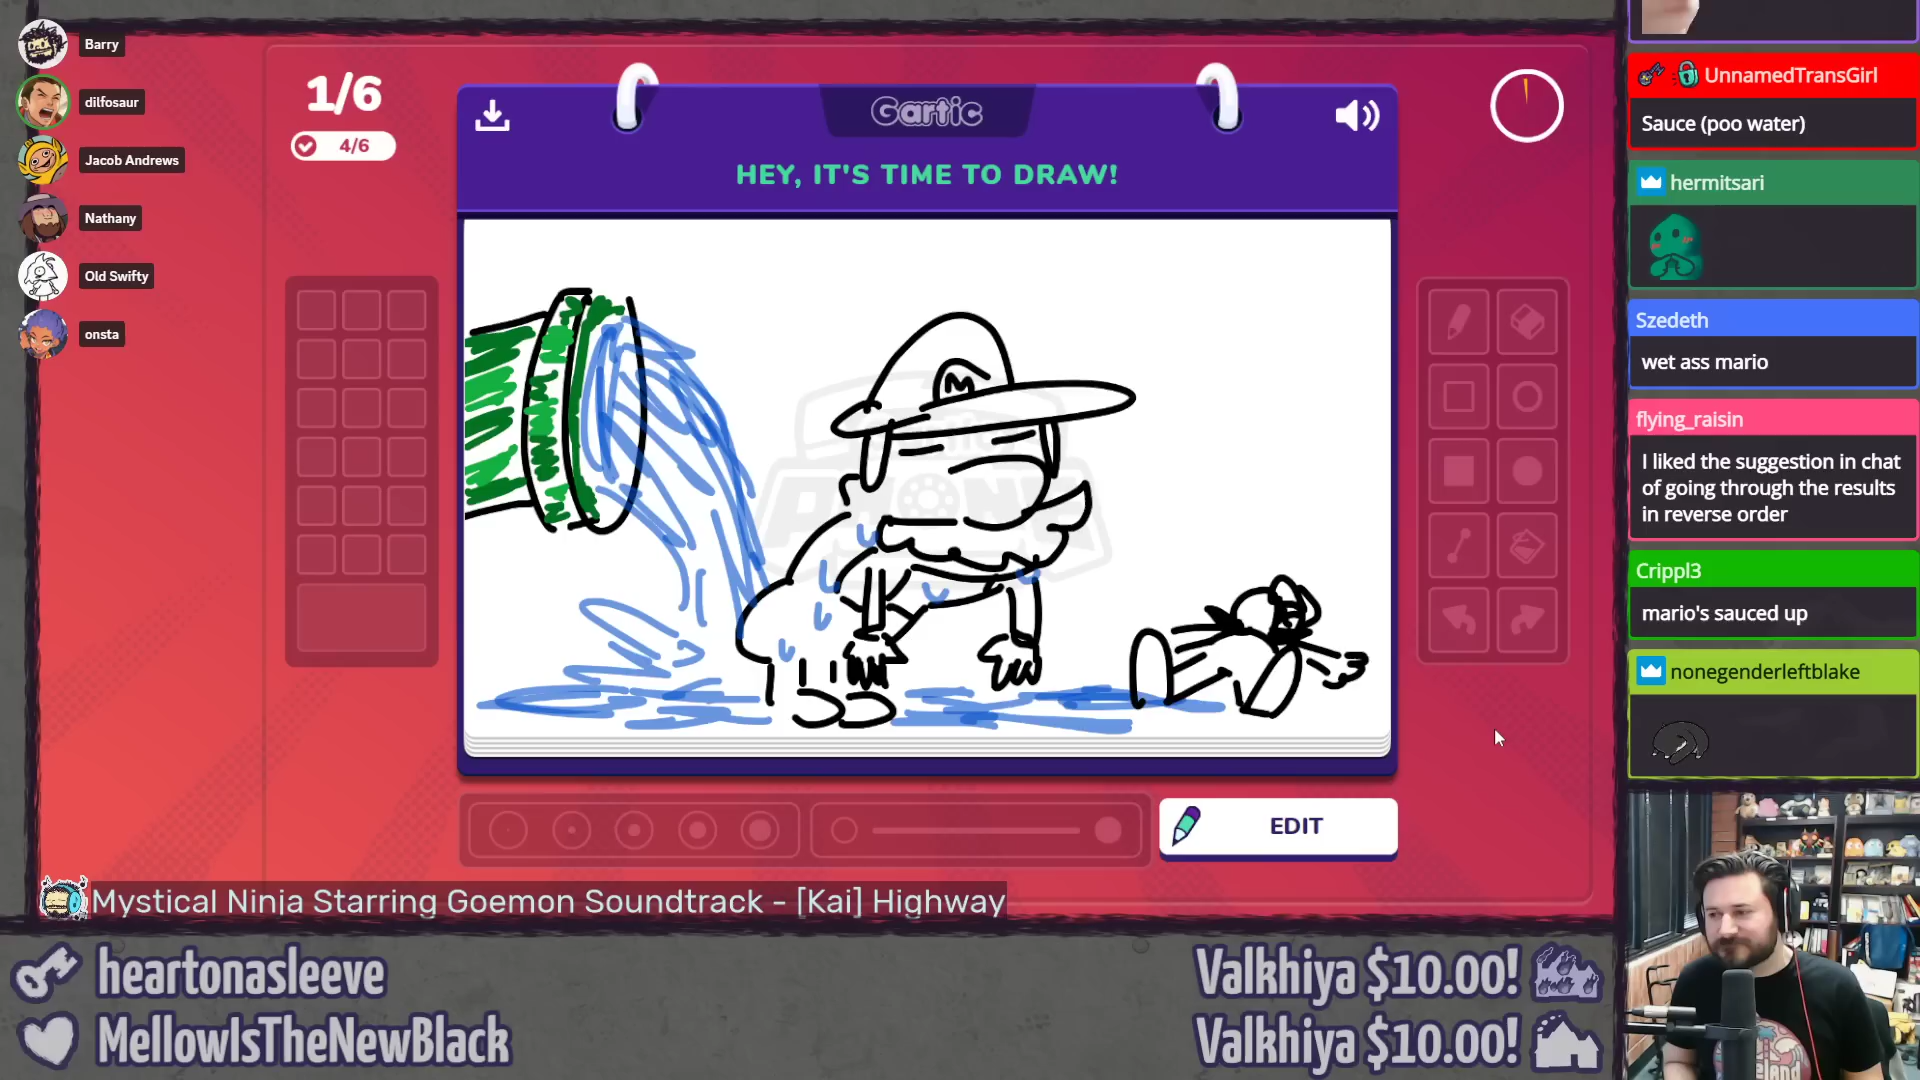 Barry
dilfosaur
Jacob Andrews
Nathany
Old Swifty
onsta
1/6
4/6
Gartic
HEY, IT'S TIME TO DRAW!
M
Gartic
PHONE
EDIT
Mystical Ninja Starring Goemon Soundtrack - [Kai] Highway
heartonasleeve
MellowIsTheNewBlack
Valkhiya $10.00!
Valkhiya $10.00!
UnnamedTransGirl
Sauce (poo water)
hermitsari
Szedeth
wet ass mario
flying_raisin
I liked the suggestion in chat
of going through the results
in reverse order
Crippl3
mario's sauced up
nonegenderleftblake